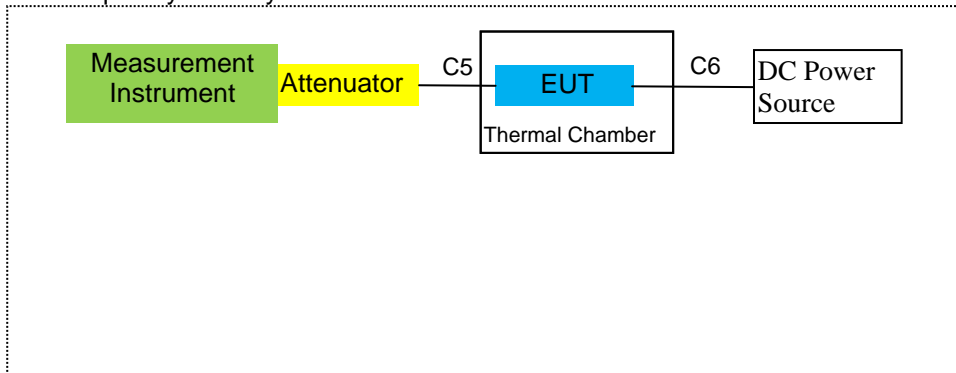 Measurement
Instrument
Attenuator
C5
EUT
Thermal Chamber
C6
DC Power
Source